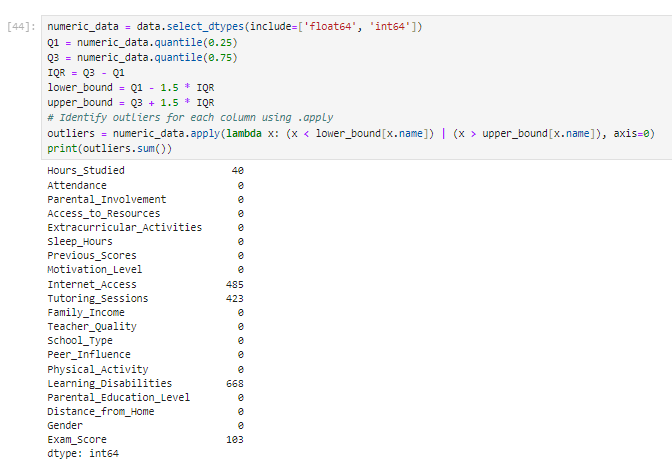 [44]: numeric_data = data.select_dtypes(include=['float64', 'int64'])
Q1 = numeric_data.quantile(0.25)
Q3 = numeric_data.quantile(0.75)
IQR = Q3 - Q1
lower_bound = Q1 - 1.5 * IQR
upper_bound = Q3 + 1.5 * IQR
# Identify outliers for each column using .apply
outliers = numeric_data.apply(lambda x: (x < lower_bound[x.name]) | (x > upper_bound[x.name]), axis=0)
print(outliers.sum())
Hours_Studied 40
Attendance 0
Parental_Involvement 0
Access_to_Resources 0
Extracurricular_Activities 0
Sleep_Hours 0
Previous_Scores 0
Motivation_Level 0
Internet_Access 485
Tutoring_Sessions 423
Family_Income 0
Teacher_Quality 0
School_Type 0
Peer_Influence 0
Physical_Activity 0
Learning_Disabilities 668
Parental_Education_Level 0
Distance_from_Home 0
Gender 0
Exam_Score 103
dtype: int64